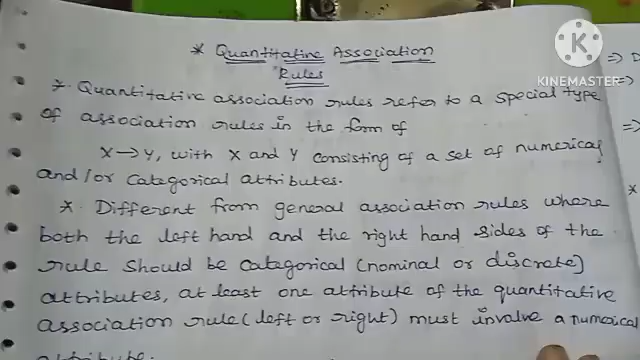 * Quantitative Association
Rules
*. Quantitative association rules refer to a special type
of association rules in the form of
X→Y, with X and Y consisting of a set of numerical
and/or categorical attributes.
*. Different from general association rules where
both the left hand and the right hand sides of the
rule should be categorical (nominal or discrete)
attributes, at least one attribute of the quantitative
association rule (left or right) must involve a numerical
attribute.
KINEMASTER